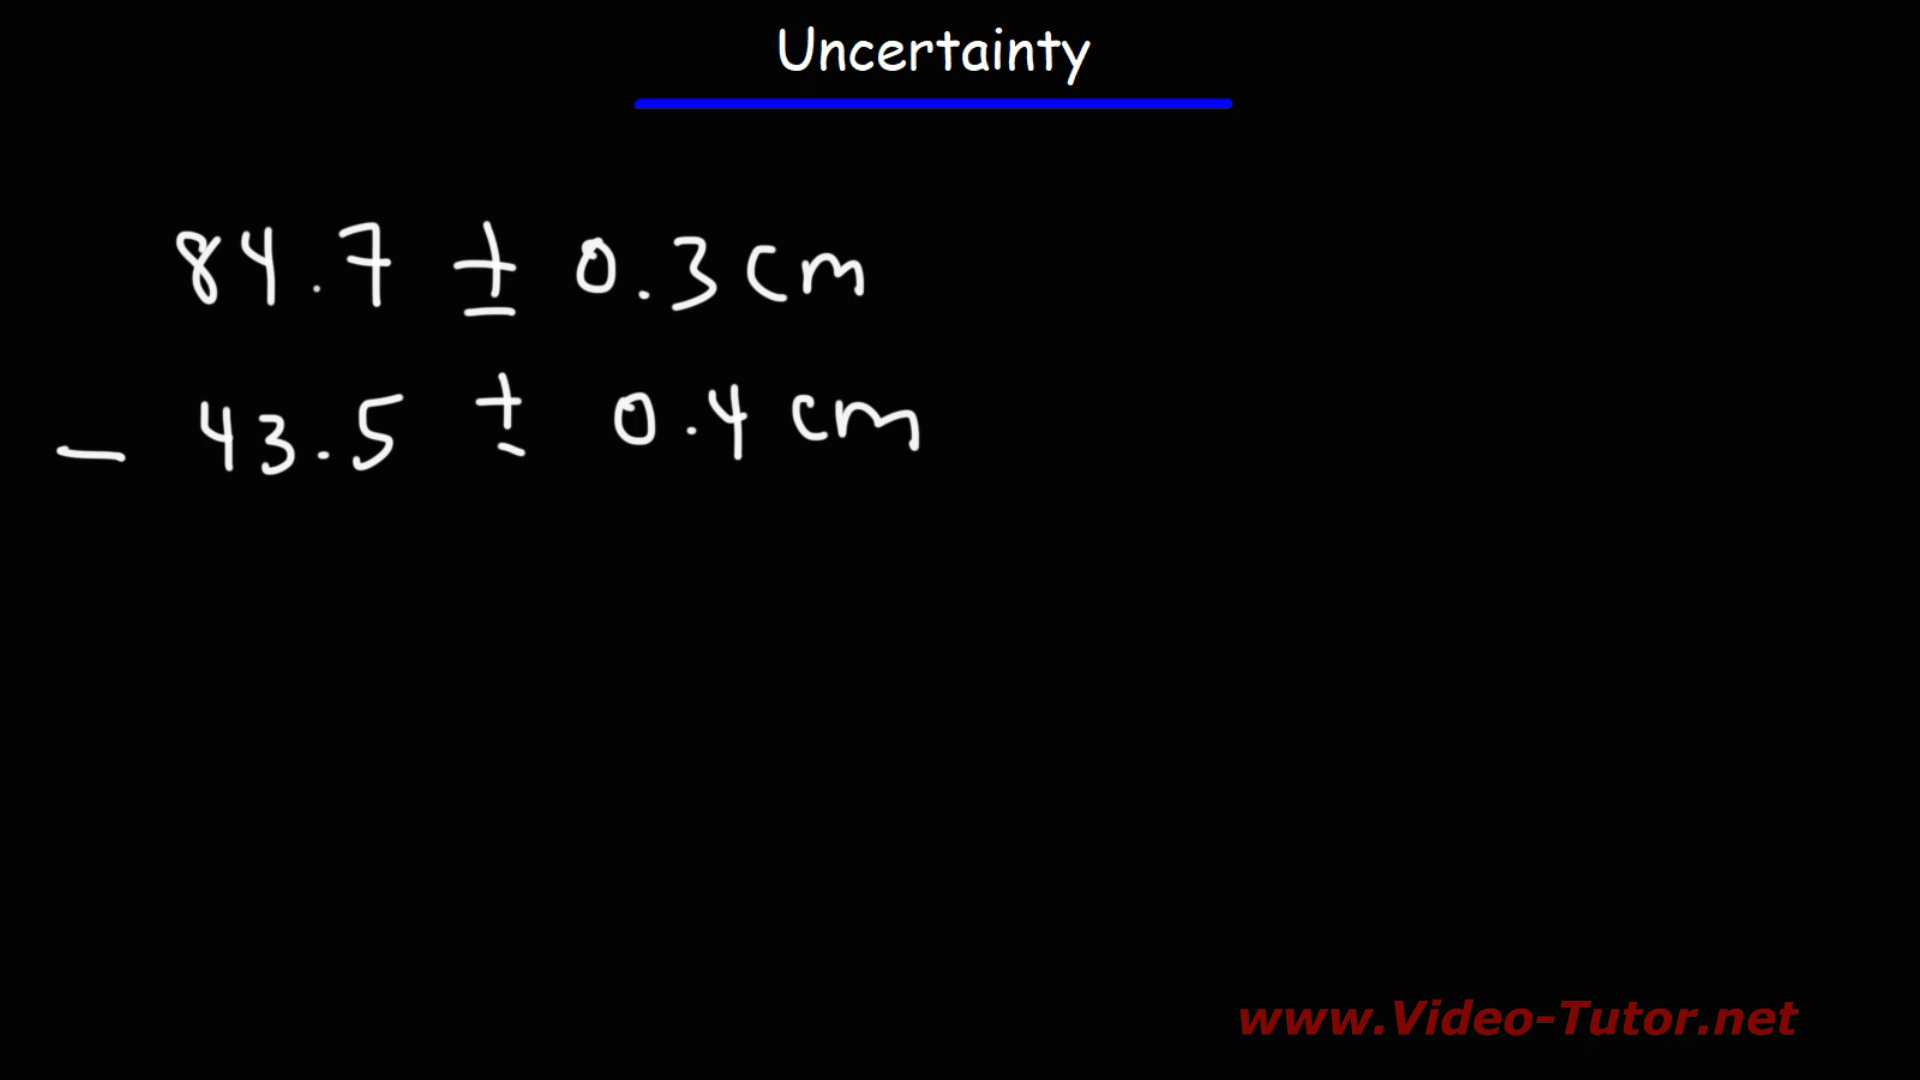 Uncertainty
84.7 ± 0.3 cm
- 43.5 ± 0.4 cm
www.Video-Tutor.net